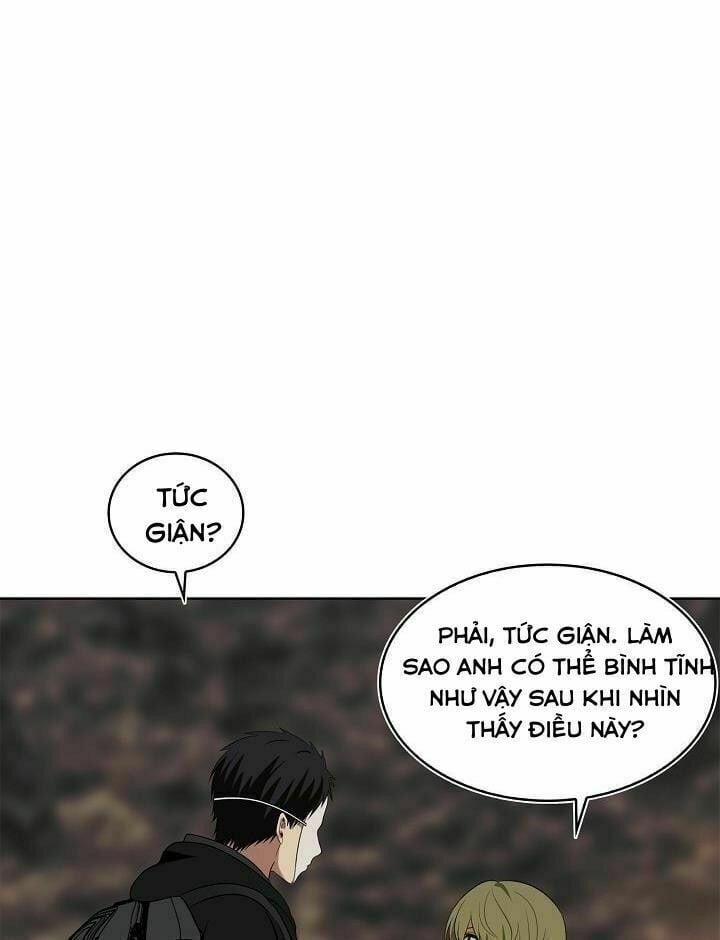 TỨC
GIẬN?
PHẢI, TỨC GIẬN. LÀM
SAO ANH CÓ THỂ BÌNH TĨNH
NHƯ VẬY SAU KHI NHÌN
THẤY ĐIỀU NÀY?